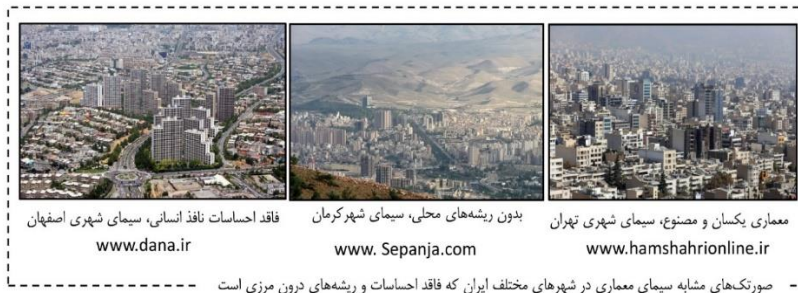 معماری یکسان و مصنوع، سیمای شهری تهران
www.hamshahrionline.ir
بدون ریشه‌های محلی، سیمای شهرکرمان
www. Sepanja.com
فاقد احساسات نافذ انسانی، سیمای شهری اصفهان
www.dana.ir
صورتک‌های مشابه سیمای معماری در شهرهای مختلف ایران که فاقد احساسات و ریشه‌های درون مرزی است